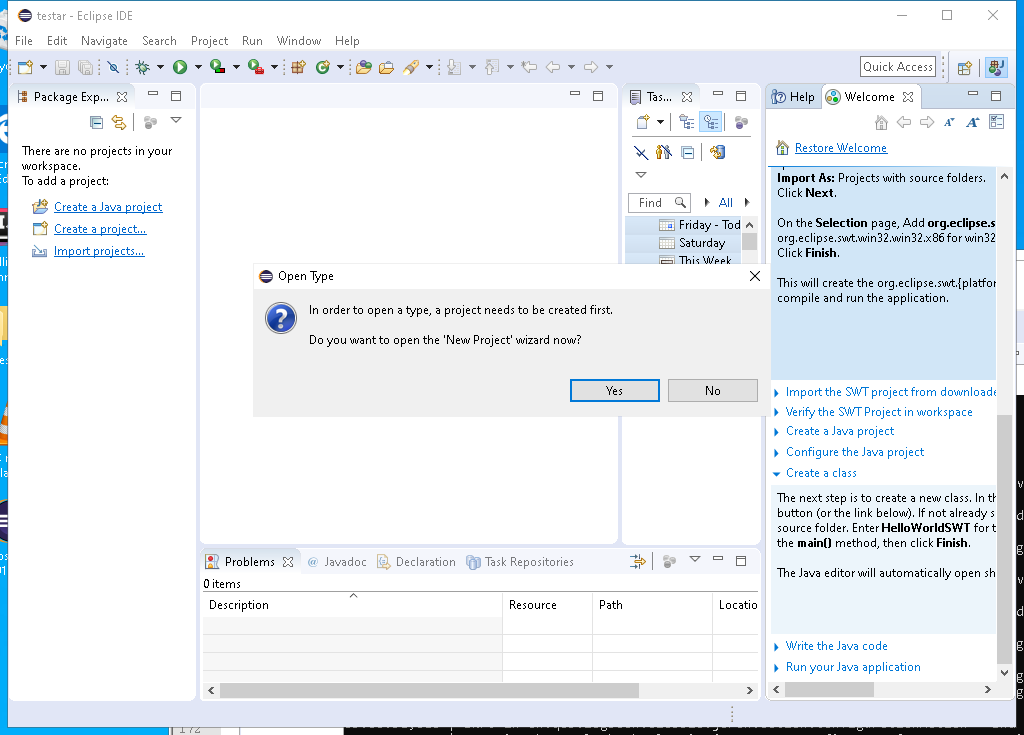 testar - Eclipse IDE
File Edit Navigate Search Project Run Window Help
Quick Access
Package Exp...
There are no projects in your
workspace.
To add a project:
Create a Java project
Create a project...
Import projects...
Tas...
Find
All
Friday - Tod
Saturday
This Week
Help
Welcome
Restore Welcome
Import As: Projects with source folders.
Click Next.
On the Selection page, Add org.eclipse.s
org.eclipse.swt.win32.win32.x86 for win32
Click Finish.
This will create the org.eclipse.swt.{platfor
compile and run the application.
Import the SWT project from downloade
Verify the SWT Project in workspace
Create a Java project
Configure the Java project
Create a class
The next step is to create a new class. In th
button (or the link below). If not already s
source folder. Enter HelloWorldSWT for t
the main() method, then click Finish.
The Java editor will automatically open sh
Write the Java code
Run your Java application
Open Type
In order to open a type, a project needs to be created first.
Do you want to open the 'New Project' wizard now?
Yes
No
Problems
@ Javadoc
Declaration
Task Repositories
0 items
Description
Resource
Path
Locatio
172